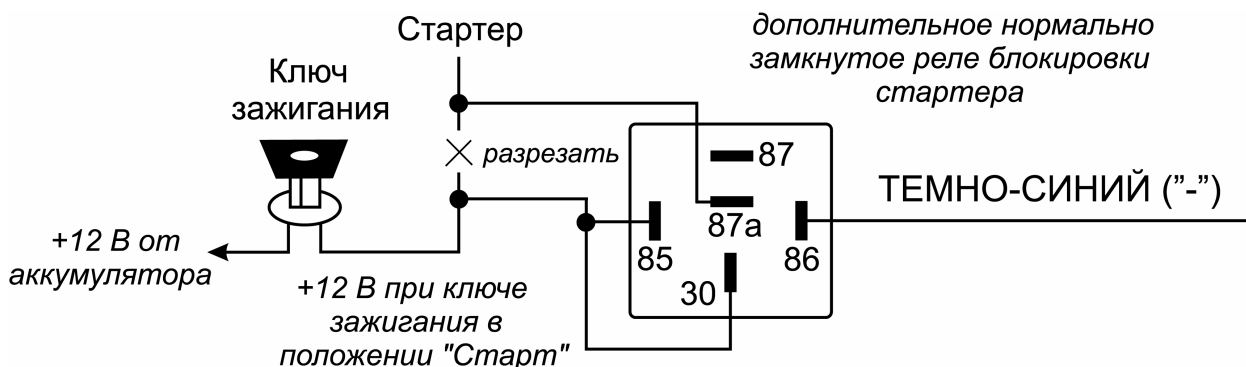 Стартер
дополнительное нормально
замкнутое реле блокировки
стартера
Ключ
зажигания
разрезать
87
ТЕМНО-СИНИЙ ("-")
87а
85
86
30
+12 В от
аккумулятора
+12 В при ключе
зажигания в
положении "Старт"